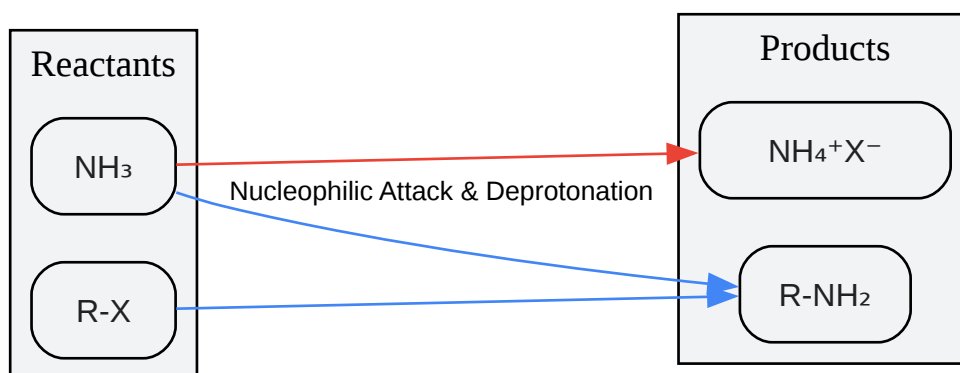 Reactants
NH₃
R-X
Nucleophilic Attack & Deprotonation
Products
NH₄⁺X⁻
R-NH₂